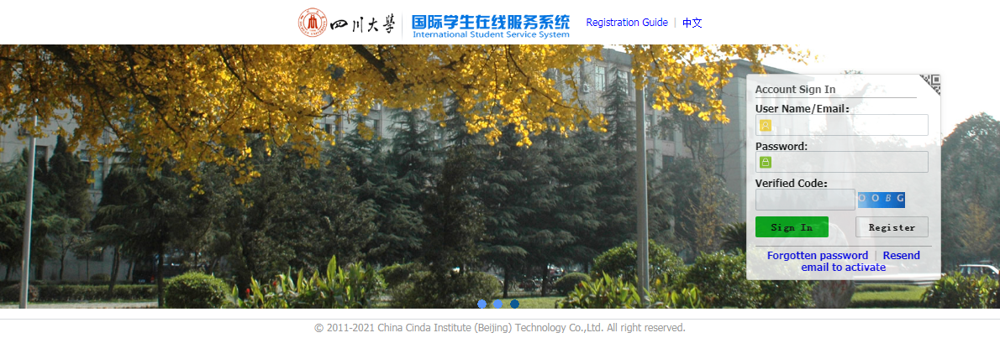 四川大学
国际学生在线服务系统
International Student Service System
Registration Guide | 中文
Account Sign In
User Name/Email:
Password:
Verified Code:
O O B G
Sign In
Register
Forgotten password | Resend
email to activate
© 2011-2021 China Cinda Institute (Beijing) Technology Co.,Ltd. All right reserved.